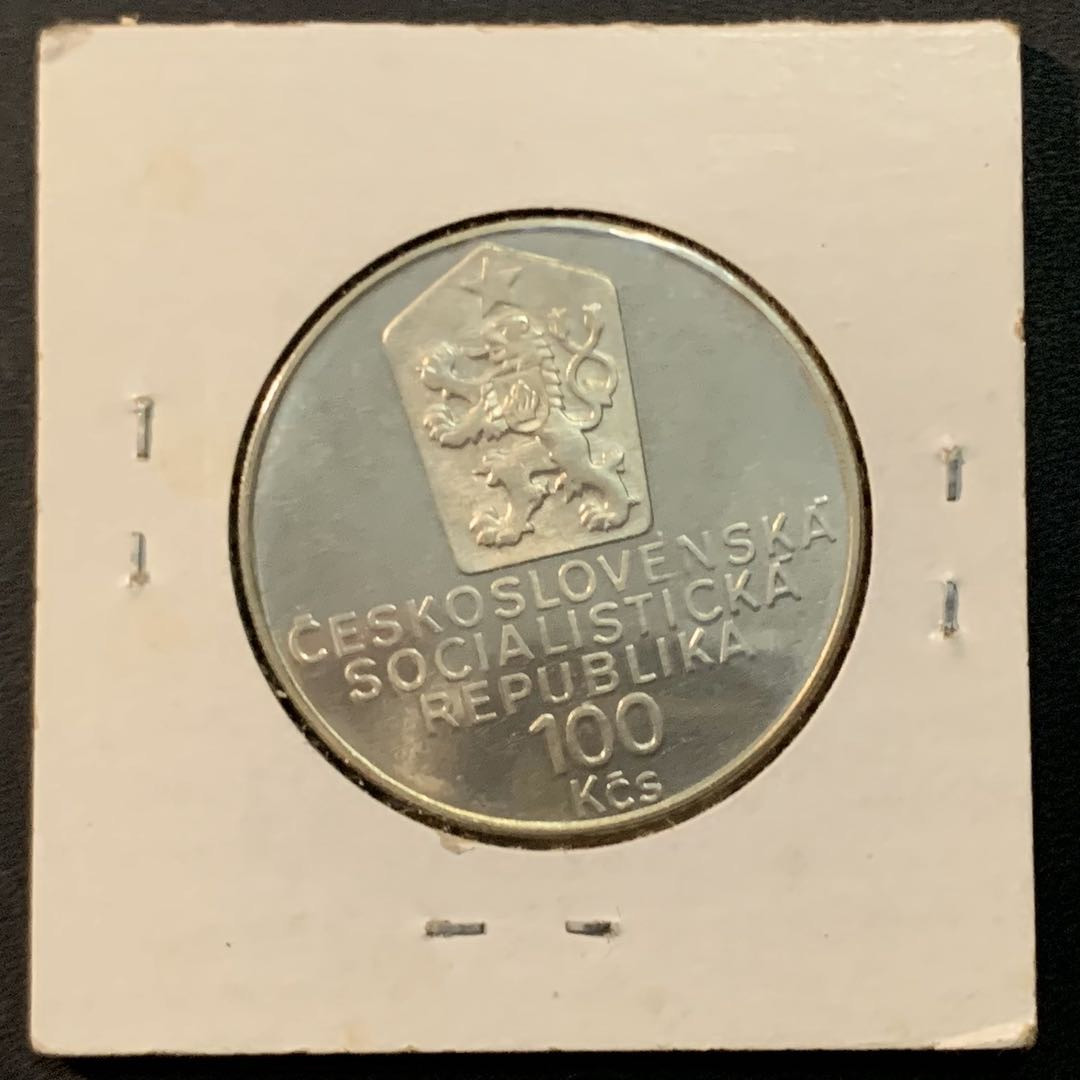 ČESKOSLOVENSKÁ
SOCIALISTICKÁ
REPUBLIKA
100
Kčs